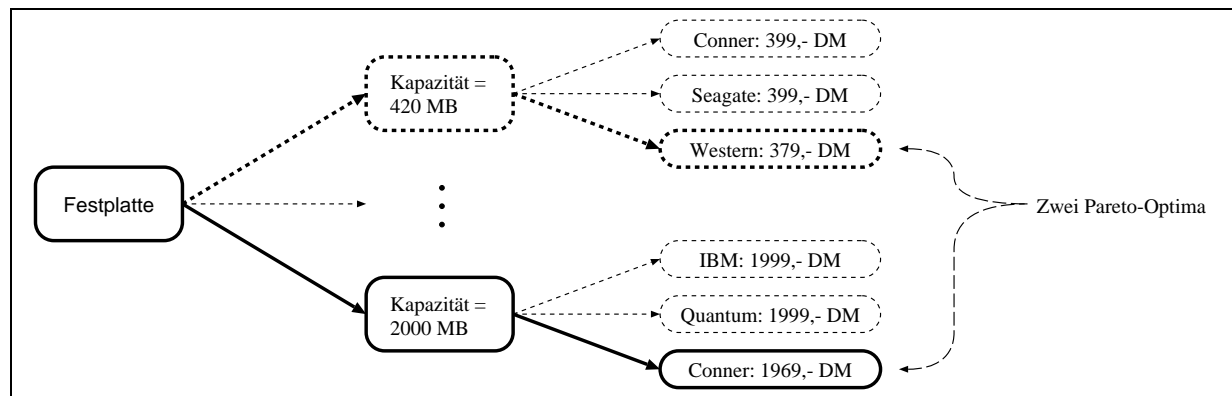 Festplatte
Kapazität =
420 MB
Kapazität =
2000 MB
Conner: 399,- DM
Seagate: 399,- DM
Western: 379,- DM
IBM: 1999,- DM
Quantum: 1999,- DM
Conner: 1969,- DM
Zwei Pareto-Optima